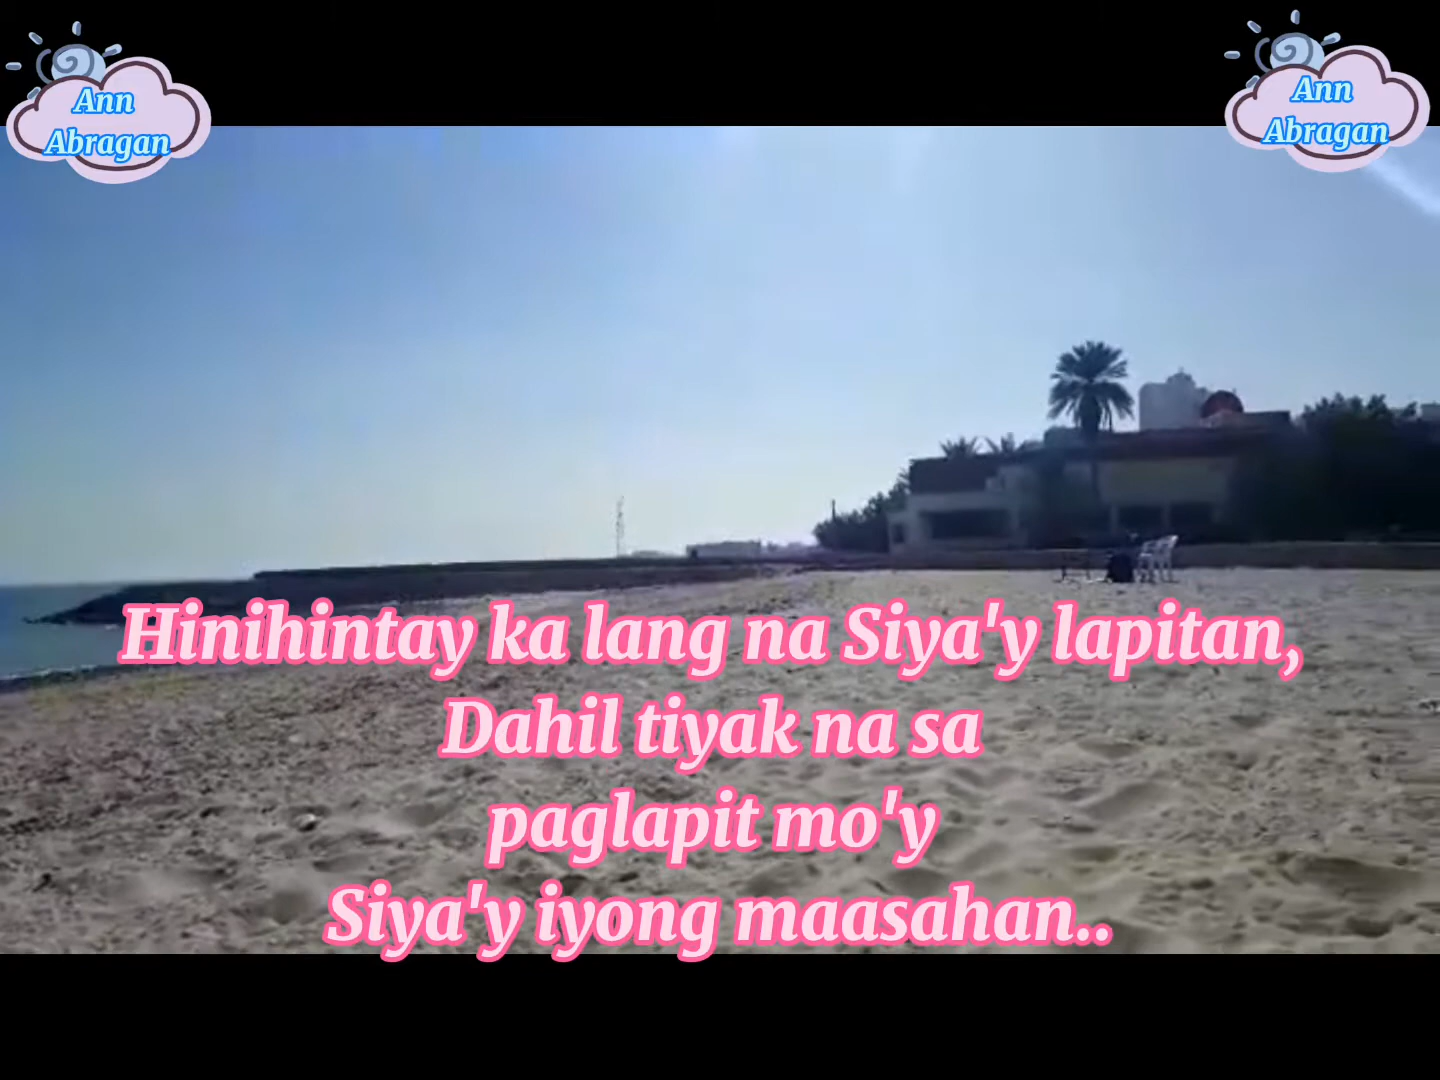 Ann
Abragan
Ann
Abragan
Hinihintay ka lang na Siya'y lapitan,
Dahil tiyak na sa
paglapit mo'y
Siya'y iyong maasahan..